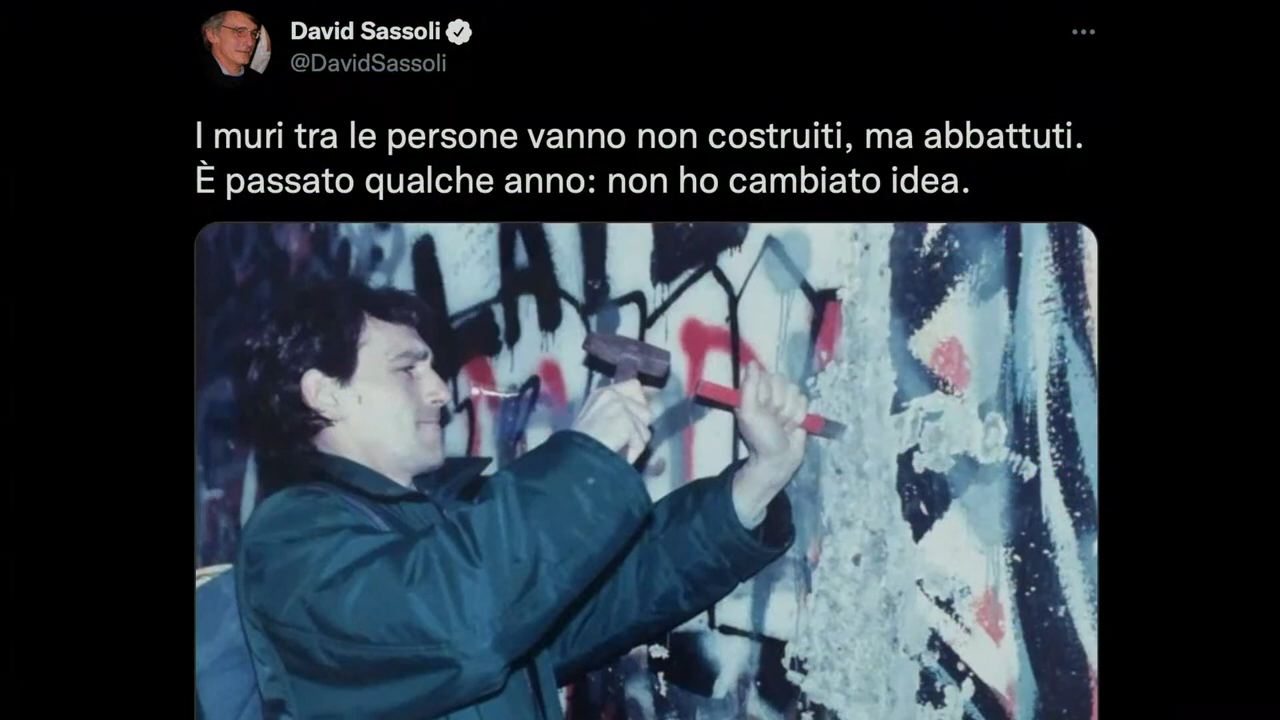 David Sassoli
@DavidSassoli
I muri tra le persone vanno non costruiti, ma abbattuti.
È passato qualche anno: non ho cambiato idea.